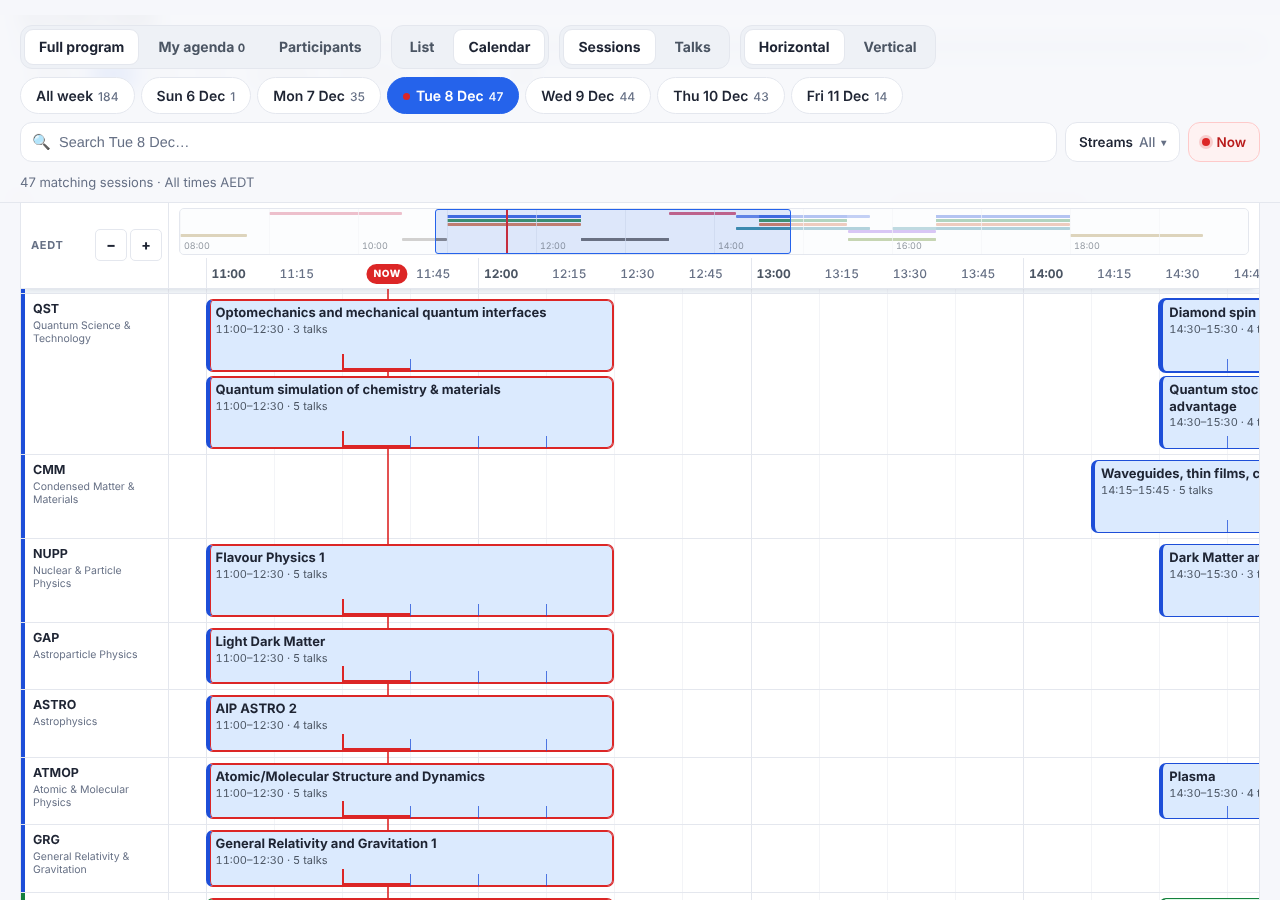 Full program My agenda 0 Participants List Calendar Sessions Talks Horizontal Vertical
All week 184 Sun 6 Dec 1 Mon 7 Dec 35 Tue 8 Dec 47 Wed 9 Dec 44 Thu 10 Dec 43 Fri 11 Dec 14
Search Tue 8 Dec… Streams All ▾ Now
47 matching sessions · All times AEDT
AEDT − +
08:00 10:00 12:00 14:00 16:00 18:00
11:00 11:15 NOW 11:45 12:00 12:15 12:30 12:45 13:00 13:15 13:30 13:45 14:00 14:15 14:30 14:4
QST
Quantum Science &
Technology
Optomechanics and mechanical quantum interfaces
11:00–12:30 · 3 talks
Diamond spin
14:30–15:30 · 4 t
Quantum simulation of chemistry & materials
11:00–12:30 · 5 talks
Quantum stoc
advantage
14:30–15:30 · 4 t
CMM
Condensed Matter &
Materials
Waveguides, thin films, c
14:15–15:45 · 5 talks
NUPP
Nuclear & Particle
Physics
Flavour Physics 1
11:00–12:30 · 5 talks
Dark Matter an
14:30–15:30 · 3 t
GAP
Astroparticle Physics
Light Dark Matter
11:00–12:30 · 5 talks
ASTRO
Astrophysics
AIP ASTRO 2
11:00–12:30 · 4 talks
ATMOP
Atomic & Molecular
Physics
Atomic/Molecular Structure and Dynamics
11:00–12:30 · 5 talks
Plasma
14:30–15:30 · 4 t
GRG
General Relativity &
Gravitation
General Relativity and Gravitation 1
11:00–12:30 · 5 talks